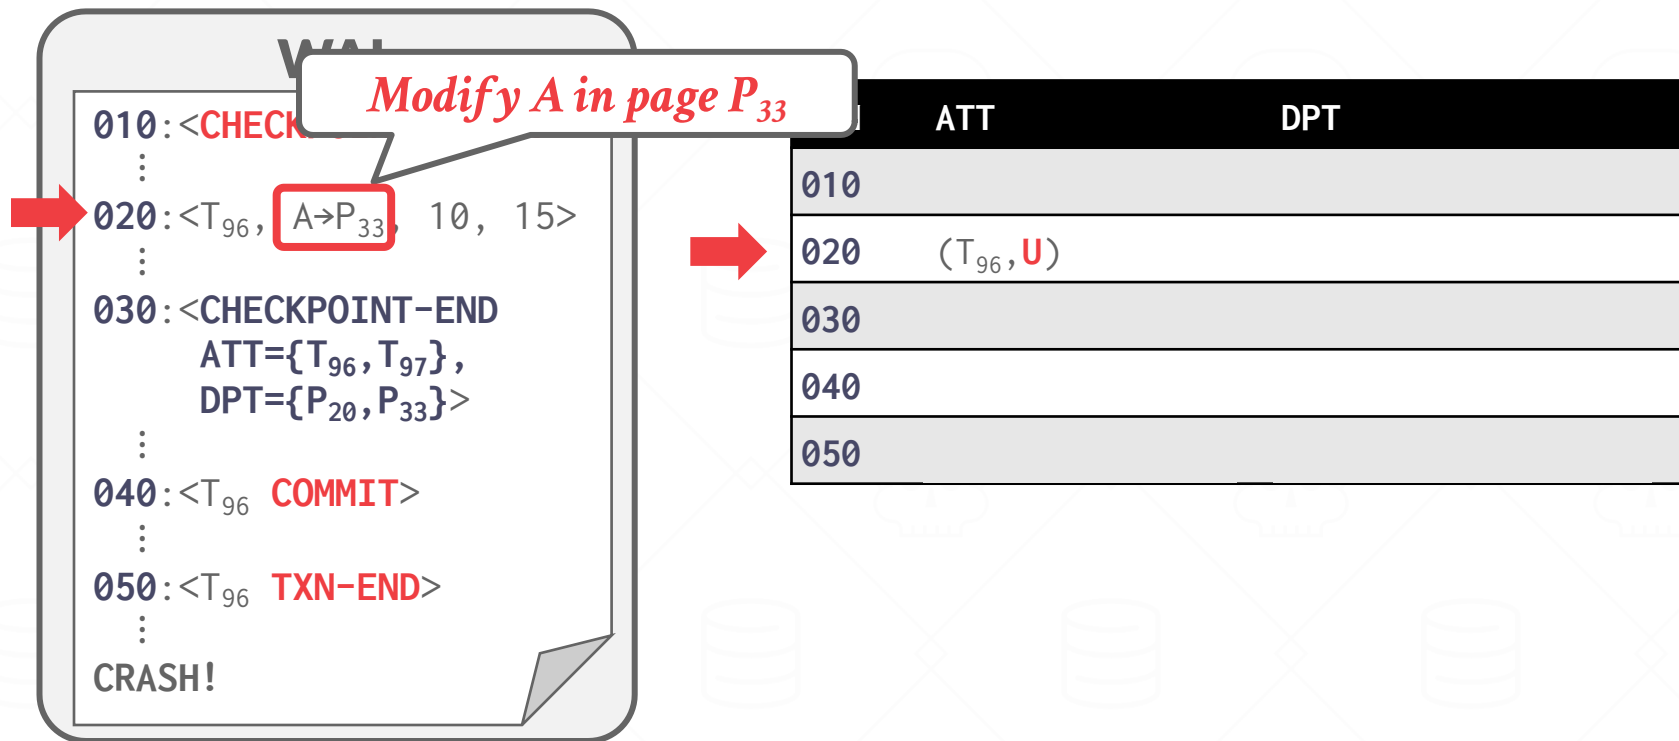 Modify A in page P33
010:<CHECK
020:<T96, A→P33, 10, 15>
030:<CHECKPOINT-END
ATT={T96,T97},
DPT={P20,P33}>
040:<T96 COMMIT>
050:<T96 TXN-END>
CRASH!
ATT DPT
010
020 (T96,U)
030
040
050